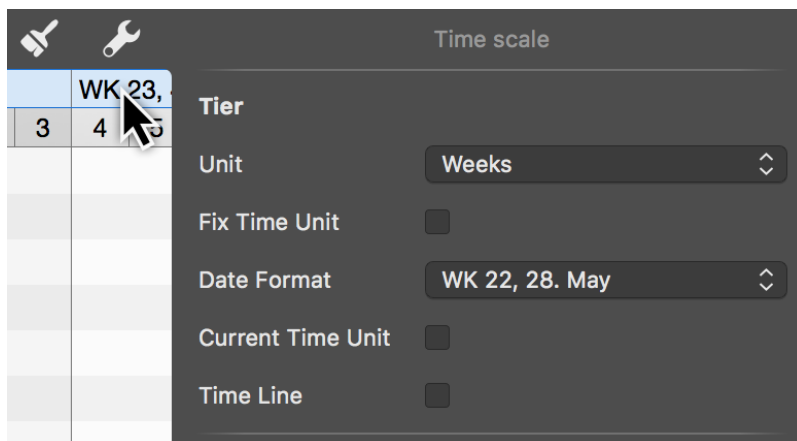 Time scale
WK 23,
3 4 5
Tier
Unit Weeks
Fix Time Unit
Date Format WK 22, 28. May
Current Time Unit
Time Line